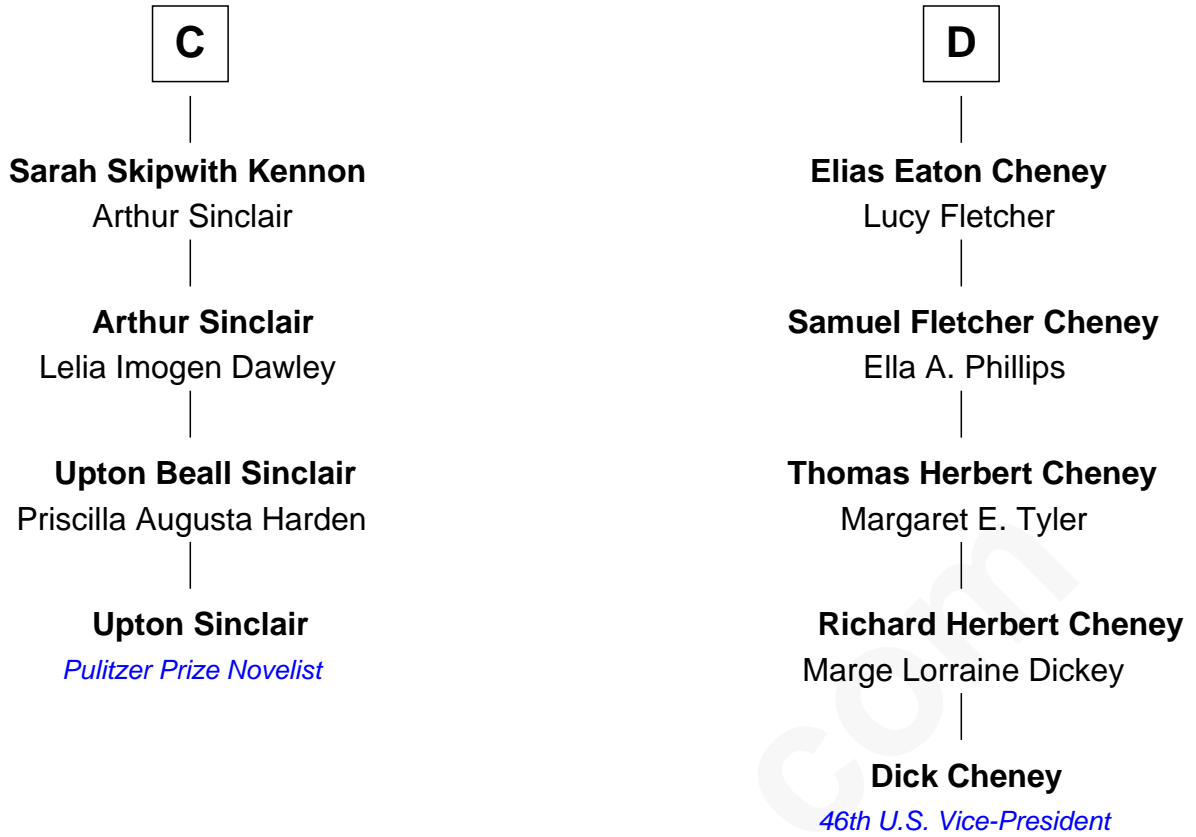 C
Sarah Skipwith Kennon
Arthur Sinclair
Arthur Sinclair
Lelia Imogen Dawley
Upton Beall Sinclair
Priscilla Augusta Harden
Upton Sinclair
Pulitzer Prize Novelist
D
Elias Eaton Cheney
Lucy Fletcher
Samuel Fletcher Cheney
Ella A. Phillips
Thomas Herbert Cheney
Margaret E. Tyler
Richard Herbert Cheney
Marge Lorraine Dickey
Dick Cheney
46th U.S. Vice-President
com